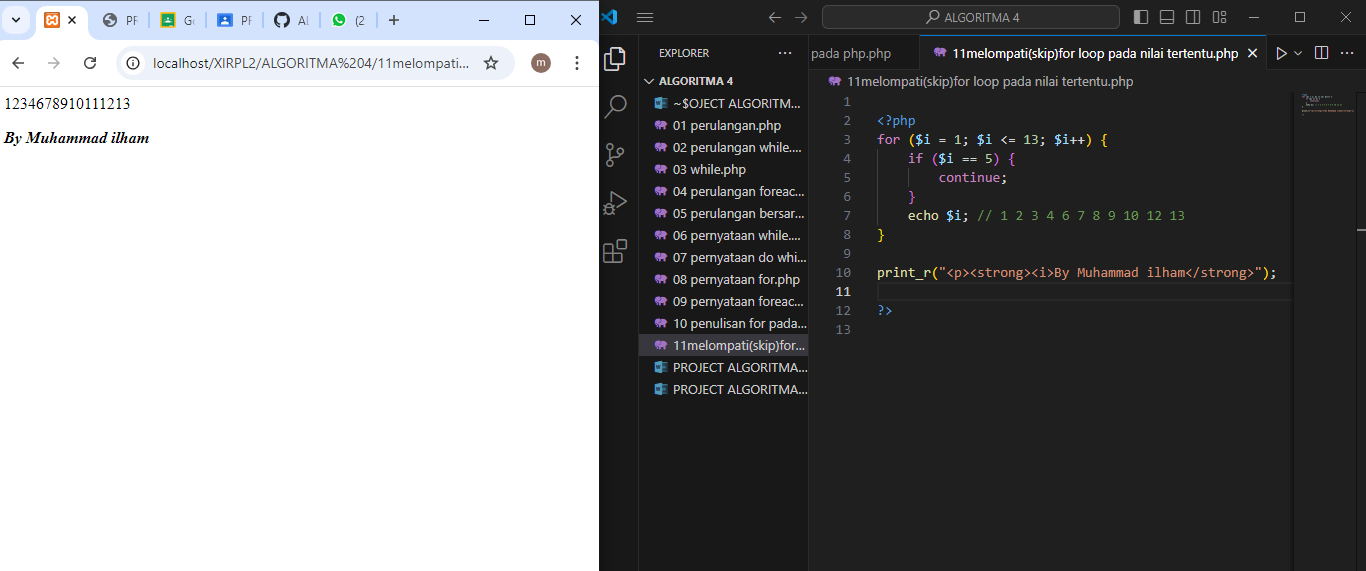 PF
G
PF
Al
(2
localhost/XIRPL2/ALGORITMA%204/11melompati...
m
1234678910111213
By Muhammad ilham
ALGORITMA 4
EXPLORER
ALGORITMA 4
~$OJECT ALGORITM...
01 perulangan.php
02 perulangan while....
03 while.php
04 perulangan foreac...
05 perulangan bersar...
06 pernyataan while....
07 pernyataan do whi...
08 pernyataan for.php
09 pernyataan foreac...
10 penulisan for pada...
11melompati(skip)for...
PROJECT ALGORITMA...
PROJECT ALGORITMA...
pada php.php
11melompati(skip)for loop pada nilai tertentu.php
11melompati(skip)for loop pada nilai tertentu.php
1
2 <?php
3 for ($i = 1; $i <= 13; $i++) {
4 if ($i == 5) {
5 continue;
6 }
7 echo $i; // 1 2 3 4 6 7 8 9 10 12 13
8 }
9
10 print_r("<p><strong><i>By Muhammad ilham</strong>");
11
12 ?>
13